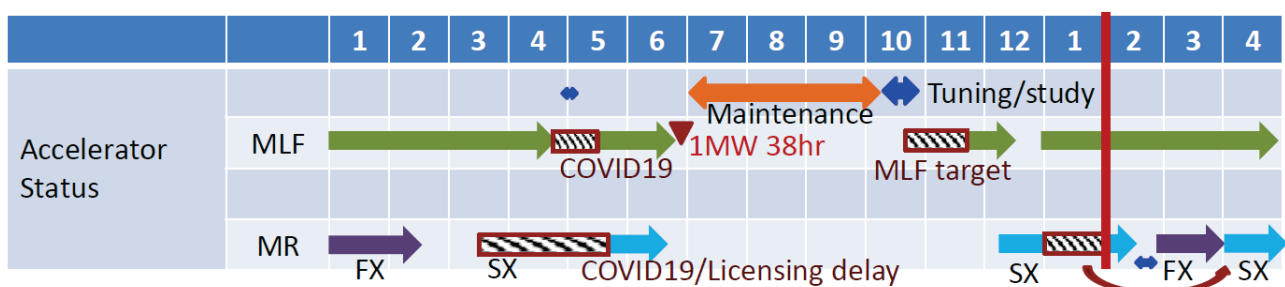 1 2 3 4 5 6 7 8 9 10 11 12 1 2 3 4
Tuning/study
Maintenance
Accelerator
Status
MLF
COVID19
1MW 38hr
MLF target
MR
FX
SX
COVID19/Licensing delay
SX
FX
SX